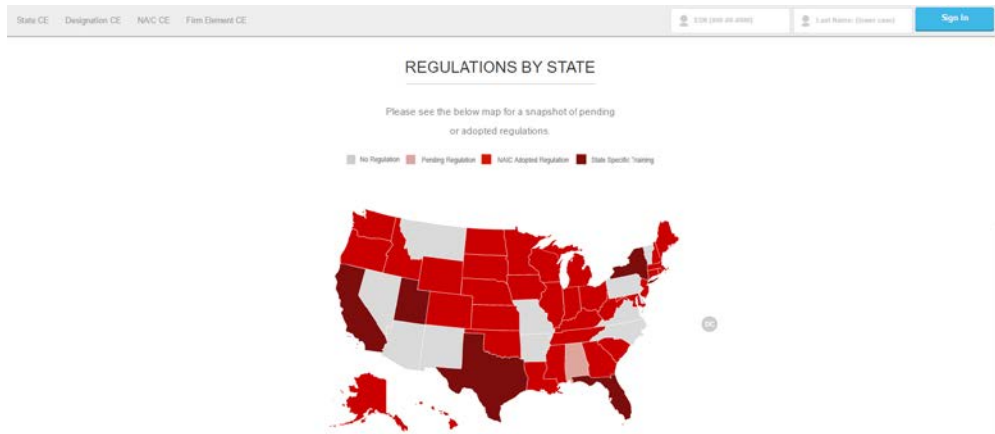 State CE Designation CE NAIC CE Firm Element CE Sign In
REGULATIONS BY STATE
Please see the below map for a snapshot of pending
or adopted regulations.
No Regulation Pending Regulation NAIC Adopted Regulation State Specific Training
DC